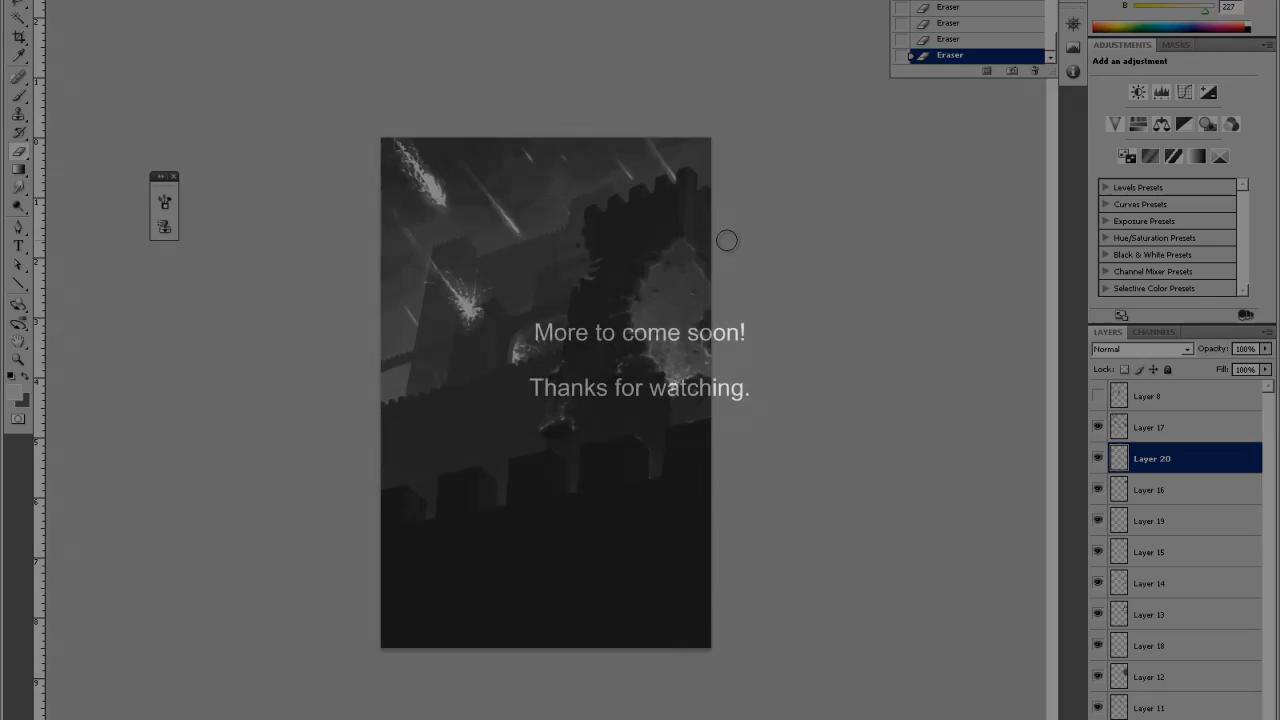 Eraser
Eraser
Eraser
Eraser
B 227
ADJUSTMENTS MASKS
Add an adjustment
Levels Presets
Curves Presets
Exposure Presets
Hue/Saturation Presets
Black & White Presets
Channel Mixer Presets
Selective Color Presets
More to come soon!
Thanks for watching.
LAYERS CHANNELS
Normal Opacity: 100%
Lock: Fill: 100%
Layer 8
Layer 17
Layer 20
Layer 16
Layer 19
Layer 15
Layer 14
Layer 13
Layer 18
Layer 12
Layer 11